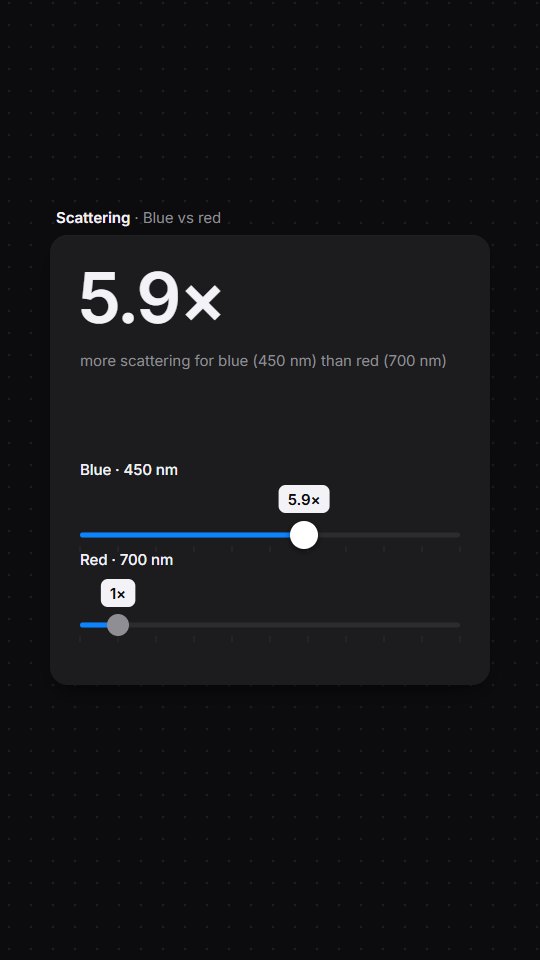 Scattering · Blue vs red
5.9×
more scattering for blue (450 nm) than red (700 nm)
Blue · 450 nm
5.9×
Red · 700 nm
1×